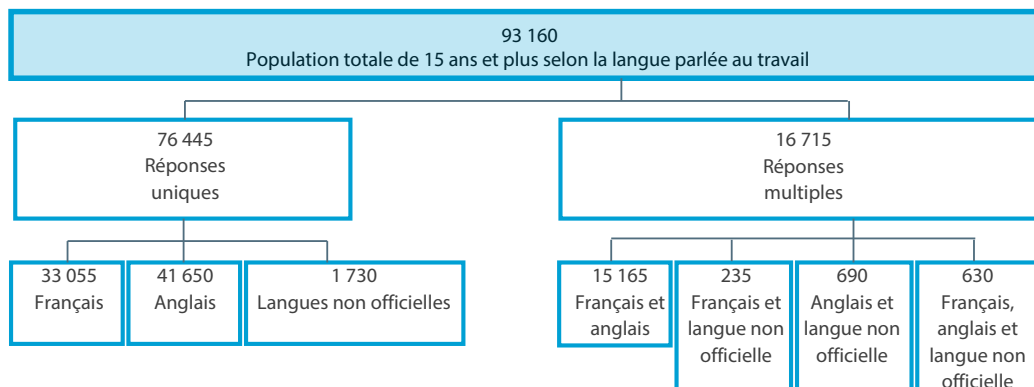 93 160
Population totale de 15 ans et plus selon la langue parlée au travail
76 445
Réponses
uniques
16 715
Réponses
multiples
33 055
Français
41 650
Anglais
1 730
Langues non officielles
15 165
Français et
anglais
235
Français et
langue non
officielle
690
Anglais et
langue non
officielle
630
Français,
anglais et
langue non
officielle